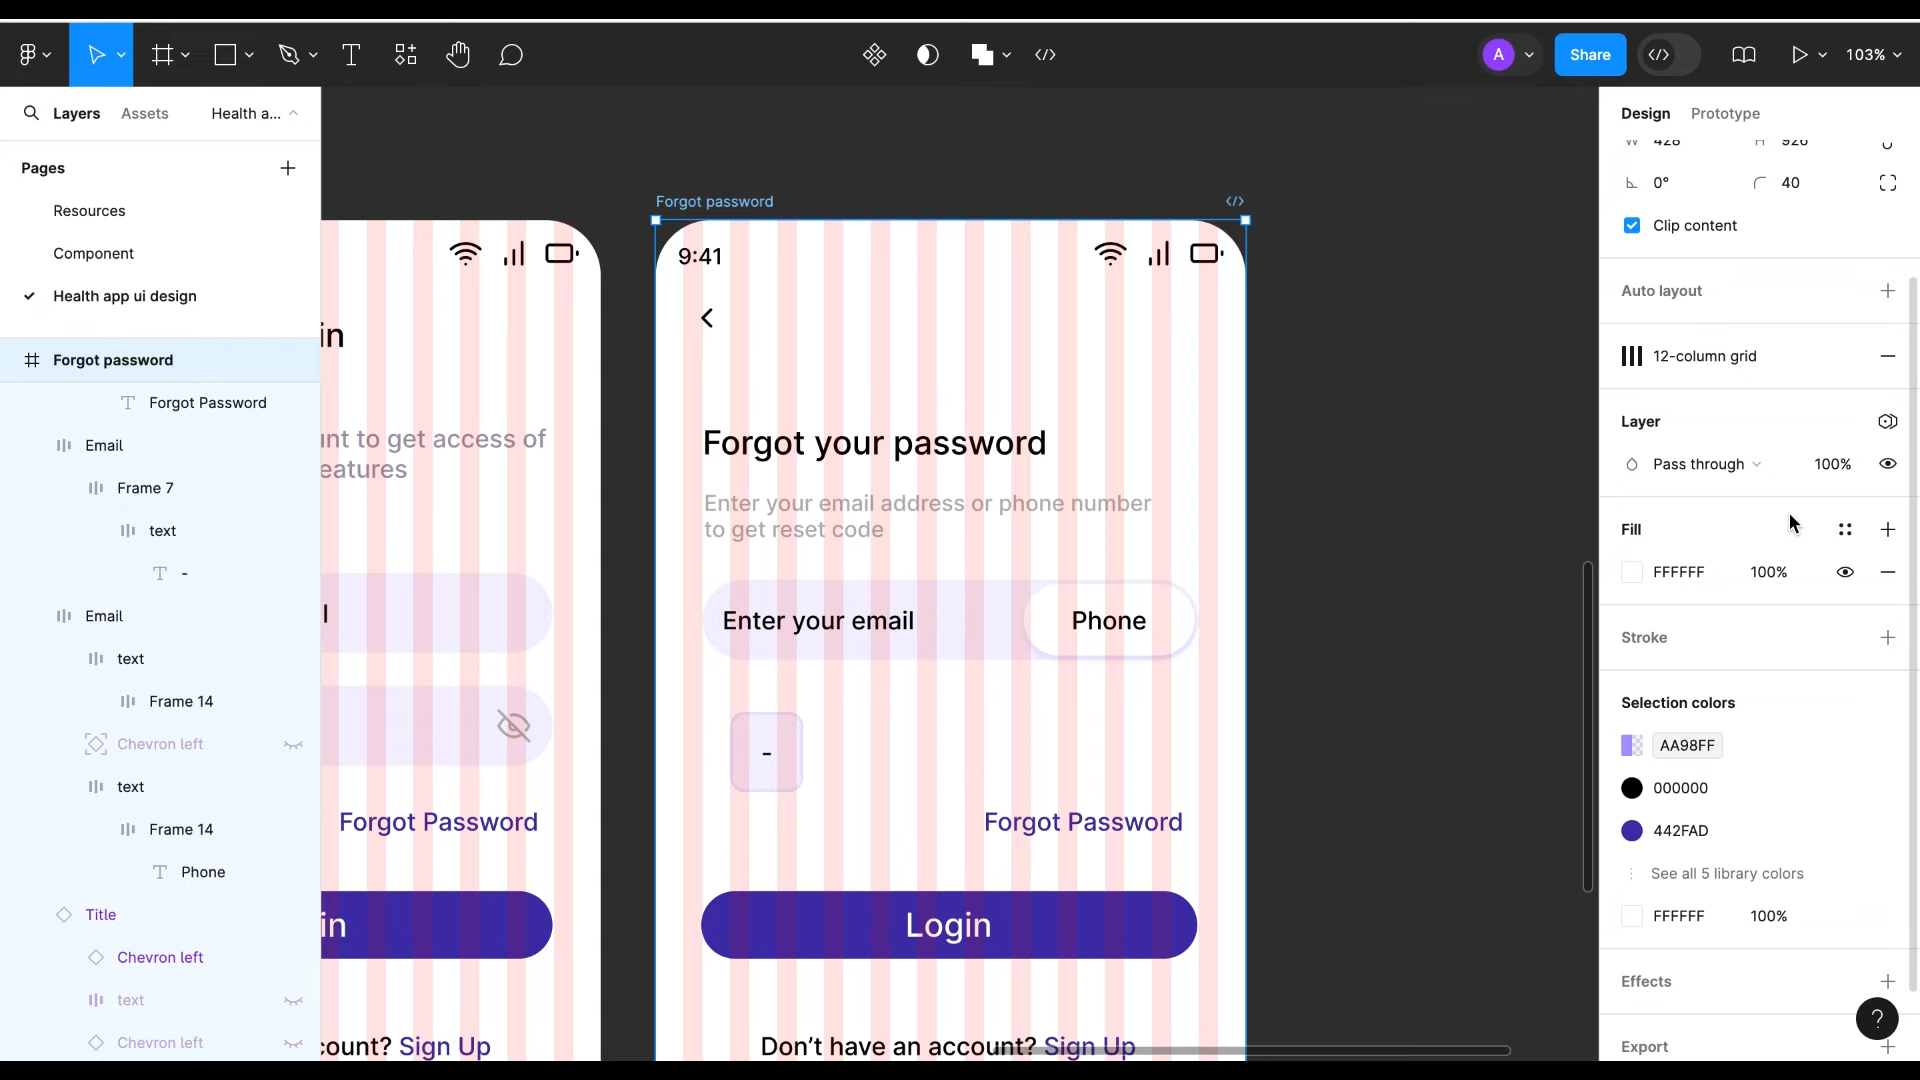 A
Share
103%
Layers
Assets
Health a...
Pages
Resources
Component
Health app ui design
Forgot password
Forgot Password
Email
Frame 7
text
-
Email
text
Frame 14
Chevron left
text
Frame 14
Phone
Title
Chevron left
text
Chevron left
in
unt to get access of
eatures
l
Forgot Password
in
count? Sign Up
Forgot password
9:41
Forgot your password
Enter your email address or phone number
to get reset code
Enter your email
Phone
-
Forgot Password
Login
Don’t have an account? Sign Up
Design
Prototype
W 428 H 926
0° 40
Clip content
Auto layout
12-column grid
Layer
Pass through 100%
Fill
FFFFFF 100%
Stroke
Selection colors
AA98FF
000000
442FAD
See all 5 library colors
FFFFFF 100%
Effects
?
Export